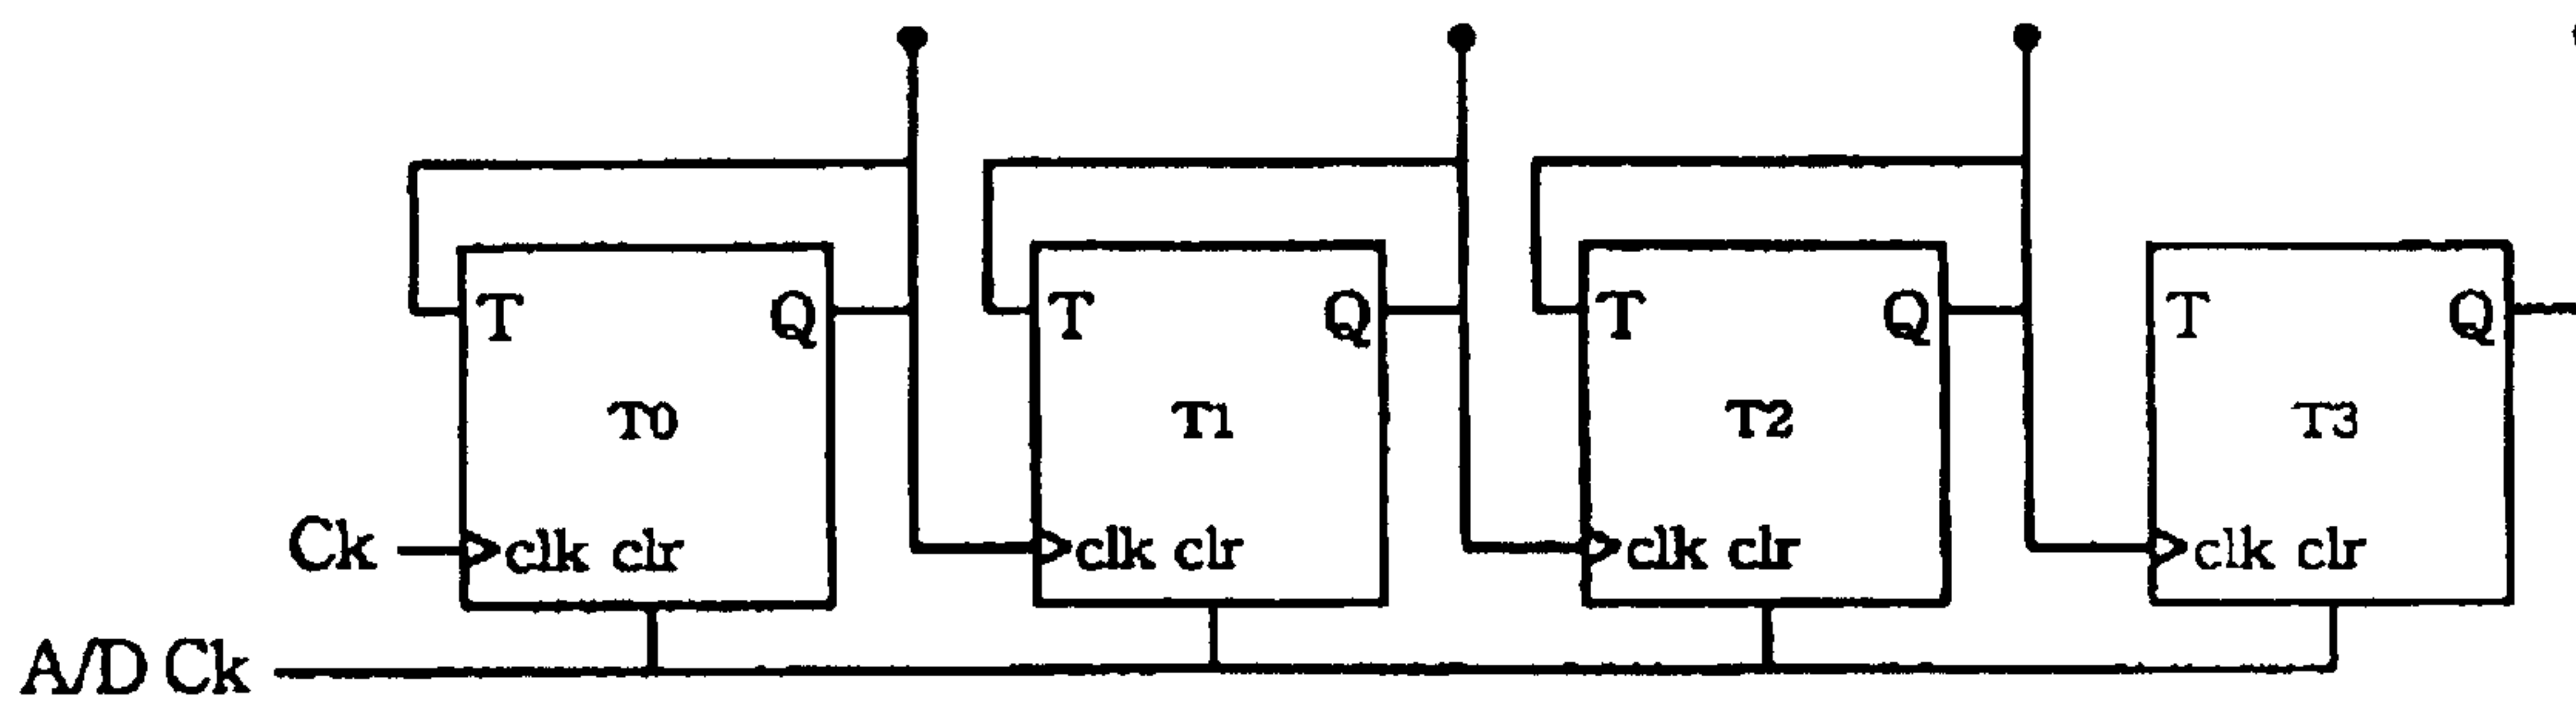 T Q T Q T Q T Q
T0 T1 T2 T3
Ck clk clr clk clr clk clr clk clr
A/D Ck